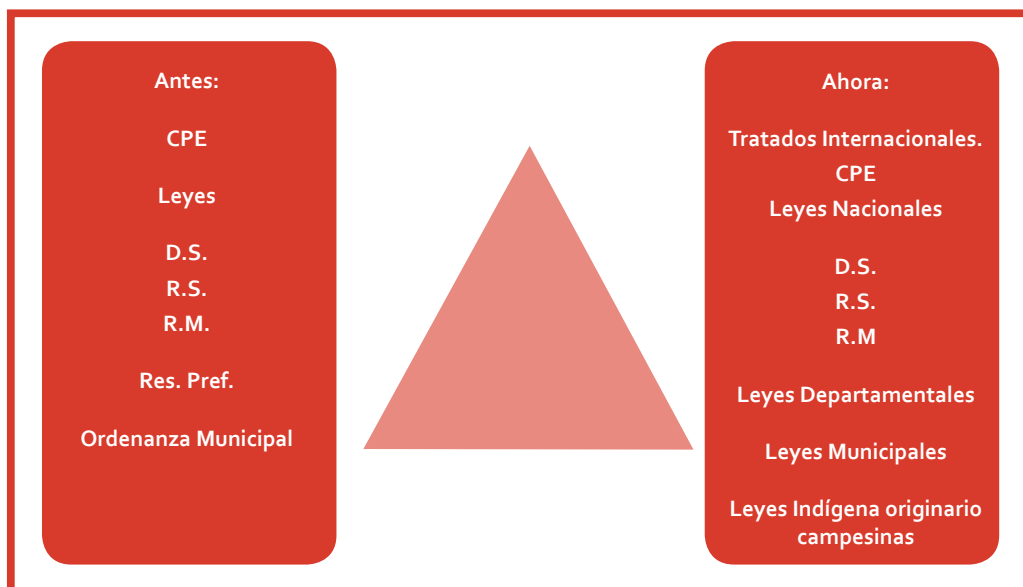 Antes:
CPE
Leyes
D.S.
R.S.
R.M.
Res. Pref.
Ordenanza Municipal
Ahora:
Tratados Internacionales.
CPE
Leyes Nacionales
D.S.
R.S.
R.M
Leyes Departamentales
Leyes Municipales
Leyes Indígena originario
campesinas